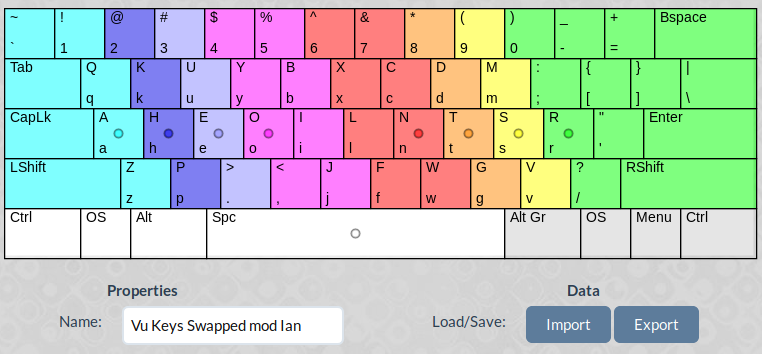 ~ ! @ # $ % ^ & * ( ) _ + Bspace
` 1 2 3 4 5 6 7 8 9 0 - =
Tab Q K U Y B X C D M : { } |
q k u y b x c d m ; [ ] \
CapLk A H E O I L N T S R " Enter
a h e o i l n t s r '
LShift Z P > < J F W G V ? RShift
z p . , j f w g v /
Ctrl OS Alt Spc Alt Gr OS Menu Ctrl
Properties Data
Name: Vu Keys Swapped mod Ian Load/Save: Import Export